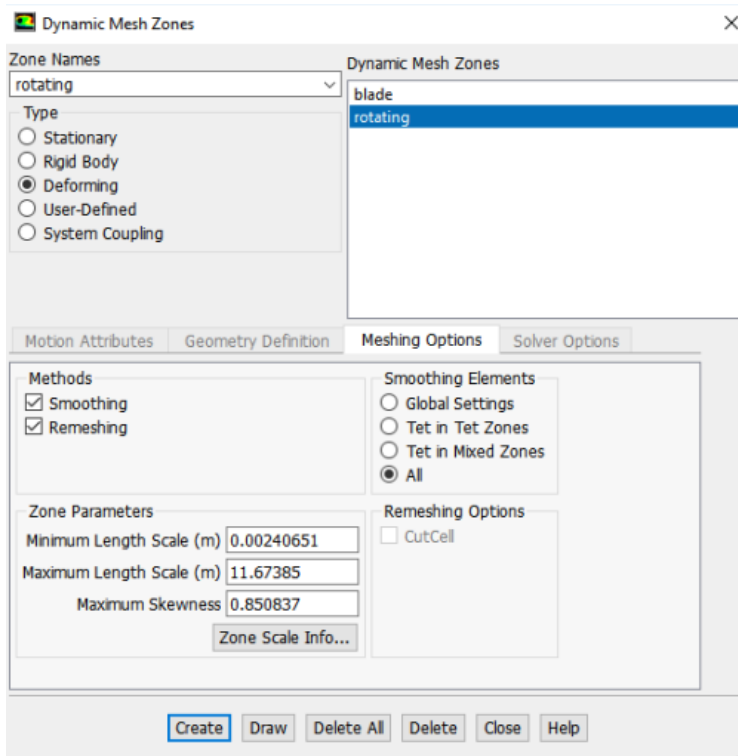 Dynamic Mesh Zones
Zone Names
rotating
Type
Stationary
Rigid Body
Deforming
User-Defined
System Coupling
Dynamic Mesh Zones
blade
rotating
Motion Attributes
Geometry Definition
Meshing Options
Solver Options
Methods
Smoothing
Remeshing
Smoothing Elements
Global Settings
Tet in Tet Zones
Tet in Mixed Zones
All
Zone Parameters
Minimum Length Scale (m) 0.00240651
Maximum Length Scale (m) 11.67385
Maximum Skewness 0.850837
Zone Scale Info...
Remeshing Options
CutCell
Create
Draw
Delete All
Delete
Close
Help